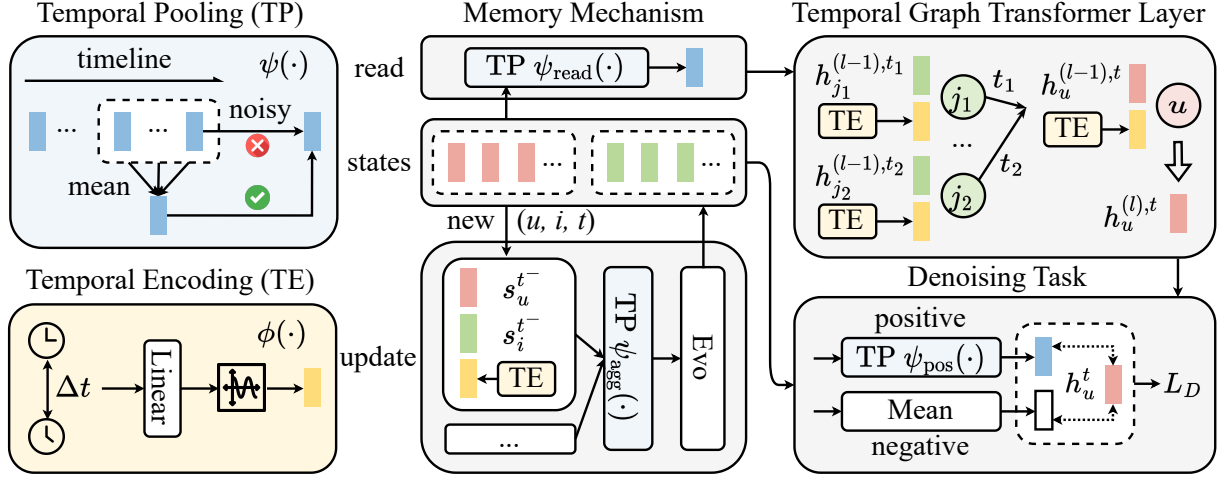 Temporal Pooling (TP)
timeline
ψ(·)
...
...
noisy
mean
Temporal Encoding (TE)
ϕ(·)
Δt
Linear
Memory Mechanism
read
TP ψ_read(·)
states
...
...
new (u, i, t)
update
s_u^{t^-}
s_i^{t^-}
TE
...
TP ψ_agg(·)
Evo
Temporal Graph Transformer Layer
h_{j_1}^{(l-1),t_1}
TE
j_1
t_1
...
h_{j_2}^{(l-1),t_2}
TE
j_2
t_2
h_u^{(l-1),t}
TE
u
h_u^{(l),t}
Denoising Task
positive
TP ψ_pos(·)
Mean
negative
h_u^t
L_D